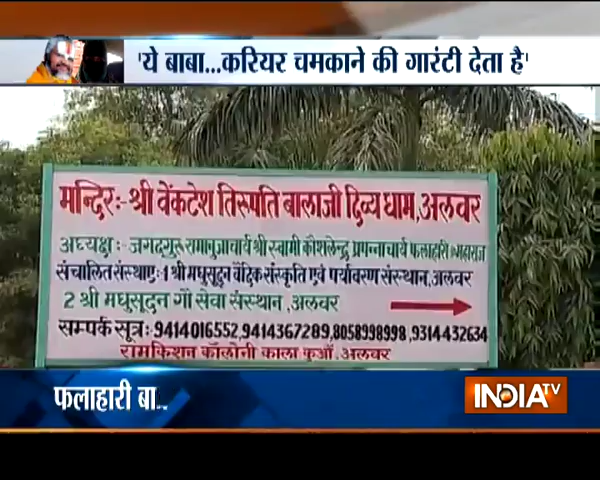 'ये बाबा...करियर चमकाने की गारंटी देता है'
मन्दिरः-श्री वेंकटेश तिरुपति बालाजी दिव्य धाम,अलवर
अध्यक्ष :- जगद्गुरू रामानुजाचार्य श्री स्वामी कौशलेन्द्र प्रपन्नाचार्य फलाहारी महाराज
संचालित संस्थाएः 1 श्री मधुसूदन वैदिक संस्कृति एवं पर्यावरण संस्थान,अलवर
2 श्री मधुसूदन गौ सेवा संस्थान ,अलवर
सम्पर्क सूत्र: 9414016552,9414367289,8058998998,9314432634
रामकिशन कॉलोनी काला कुआँ,अलवर
फलाहारी बा..
INDIA TV